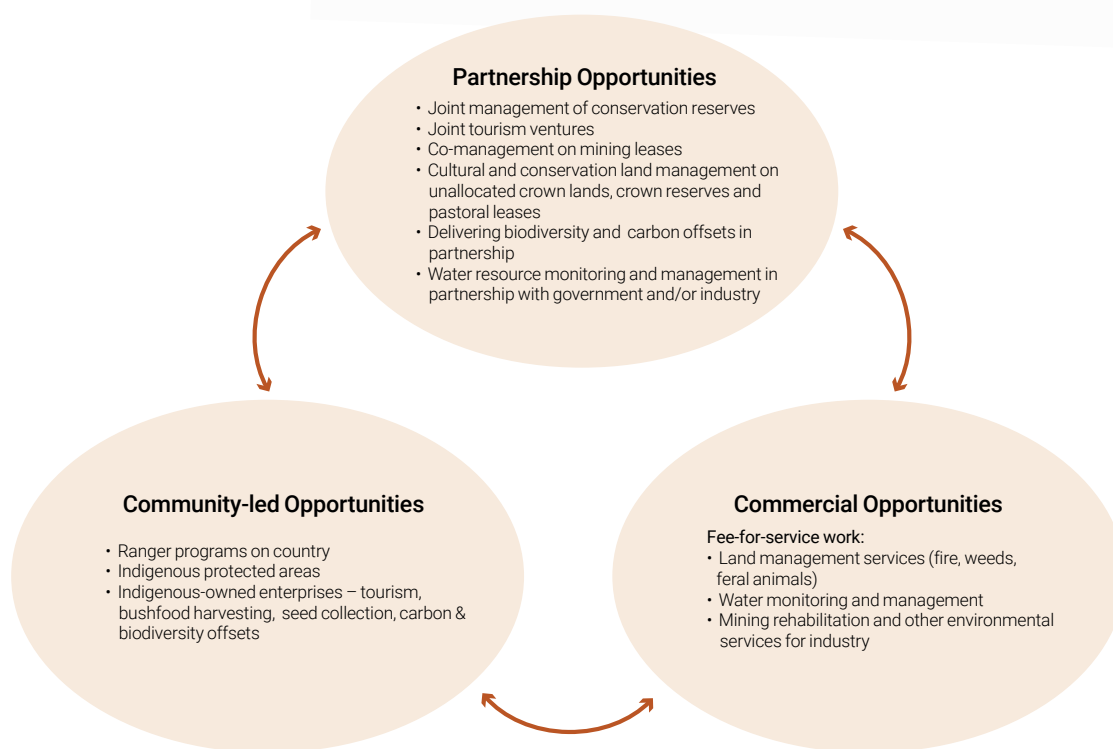 Partnership Opportunities
• Joint management of conservation reserves
• Joint tourism ventures
• Co-management on mining leases
• Cultural and conservation land management on
unallocated crown lands, crown reserves and
pastoral leases
• Delivering biodiversity and carbon offsets in
partnership
• Water resource monitoring and management in
partnership with government and/or industry
Community-led Opportunities
• Ranger programs on country
• Indigenous protected areas
• Indigenous-owned enterprises – tourism,
bushfood harvesting, seed collection, carbon &
biodiversity offsets
Commercial Opportunities
Fee-for-service work:
• Land management services (fire, weeds,
feral animals)
• Water monitoring and management
• Mining rehabilitation and other environmental
services for industry